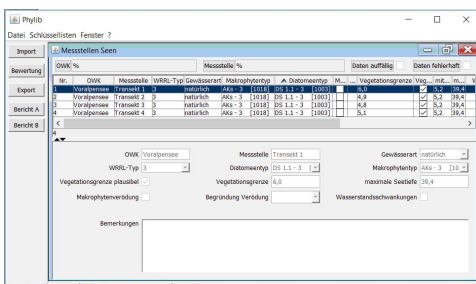 Phylib
Datei Schlüssellisten Fenster ?
Import
Bewertung
Export
Bericht A
Bericht B
Messstellen Seen
OWK % Messstelle % Daten auffällig Daten fehlerhaft
Nr. OWK Messstelle WRRL-Typ Gewässerart Makrophytentyp Diatomeentyp M... ... Vegetationsgrenze Veg... mit... m...
1 Voralpensee Transekt 1 3 natürlich AKs - 3 [1018] DS 1.1 - 3 [1003] 6,0 5,2 39,4
2 Voralpensee Transekt 2 3 natürlich AKs - 3 [1018] DS 1.1 - 3 [1003] 4,9 5,2 39,4
3 Voralpensee Transekt 3 3 natürlich AKs - 3 [1018] DS 1.1 - 3 [1003] 4,8 5,2 39,4
4 Voralpensee Transekt 4 3 natürlich AKs - 3 [1018] DS 1.1 - 3 [1003] 5,1 5,2 39,4
4
OWK Voralpensee Messstelle Transekt 1 Gewässerart natürlich
WRRL-Typ 3 Diatomeentyp DS 1.1 - 3 [ Makrophytentyp AKs - 3 [10
Vegetationsgrenze plausibel Vegetationsgrenze 6,0 maximale Seetiefe 39,4
Makrophytenverödung Begründung Verödung Wasserstandsschwankungen
Bemerkungen